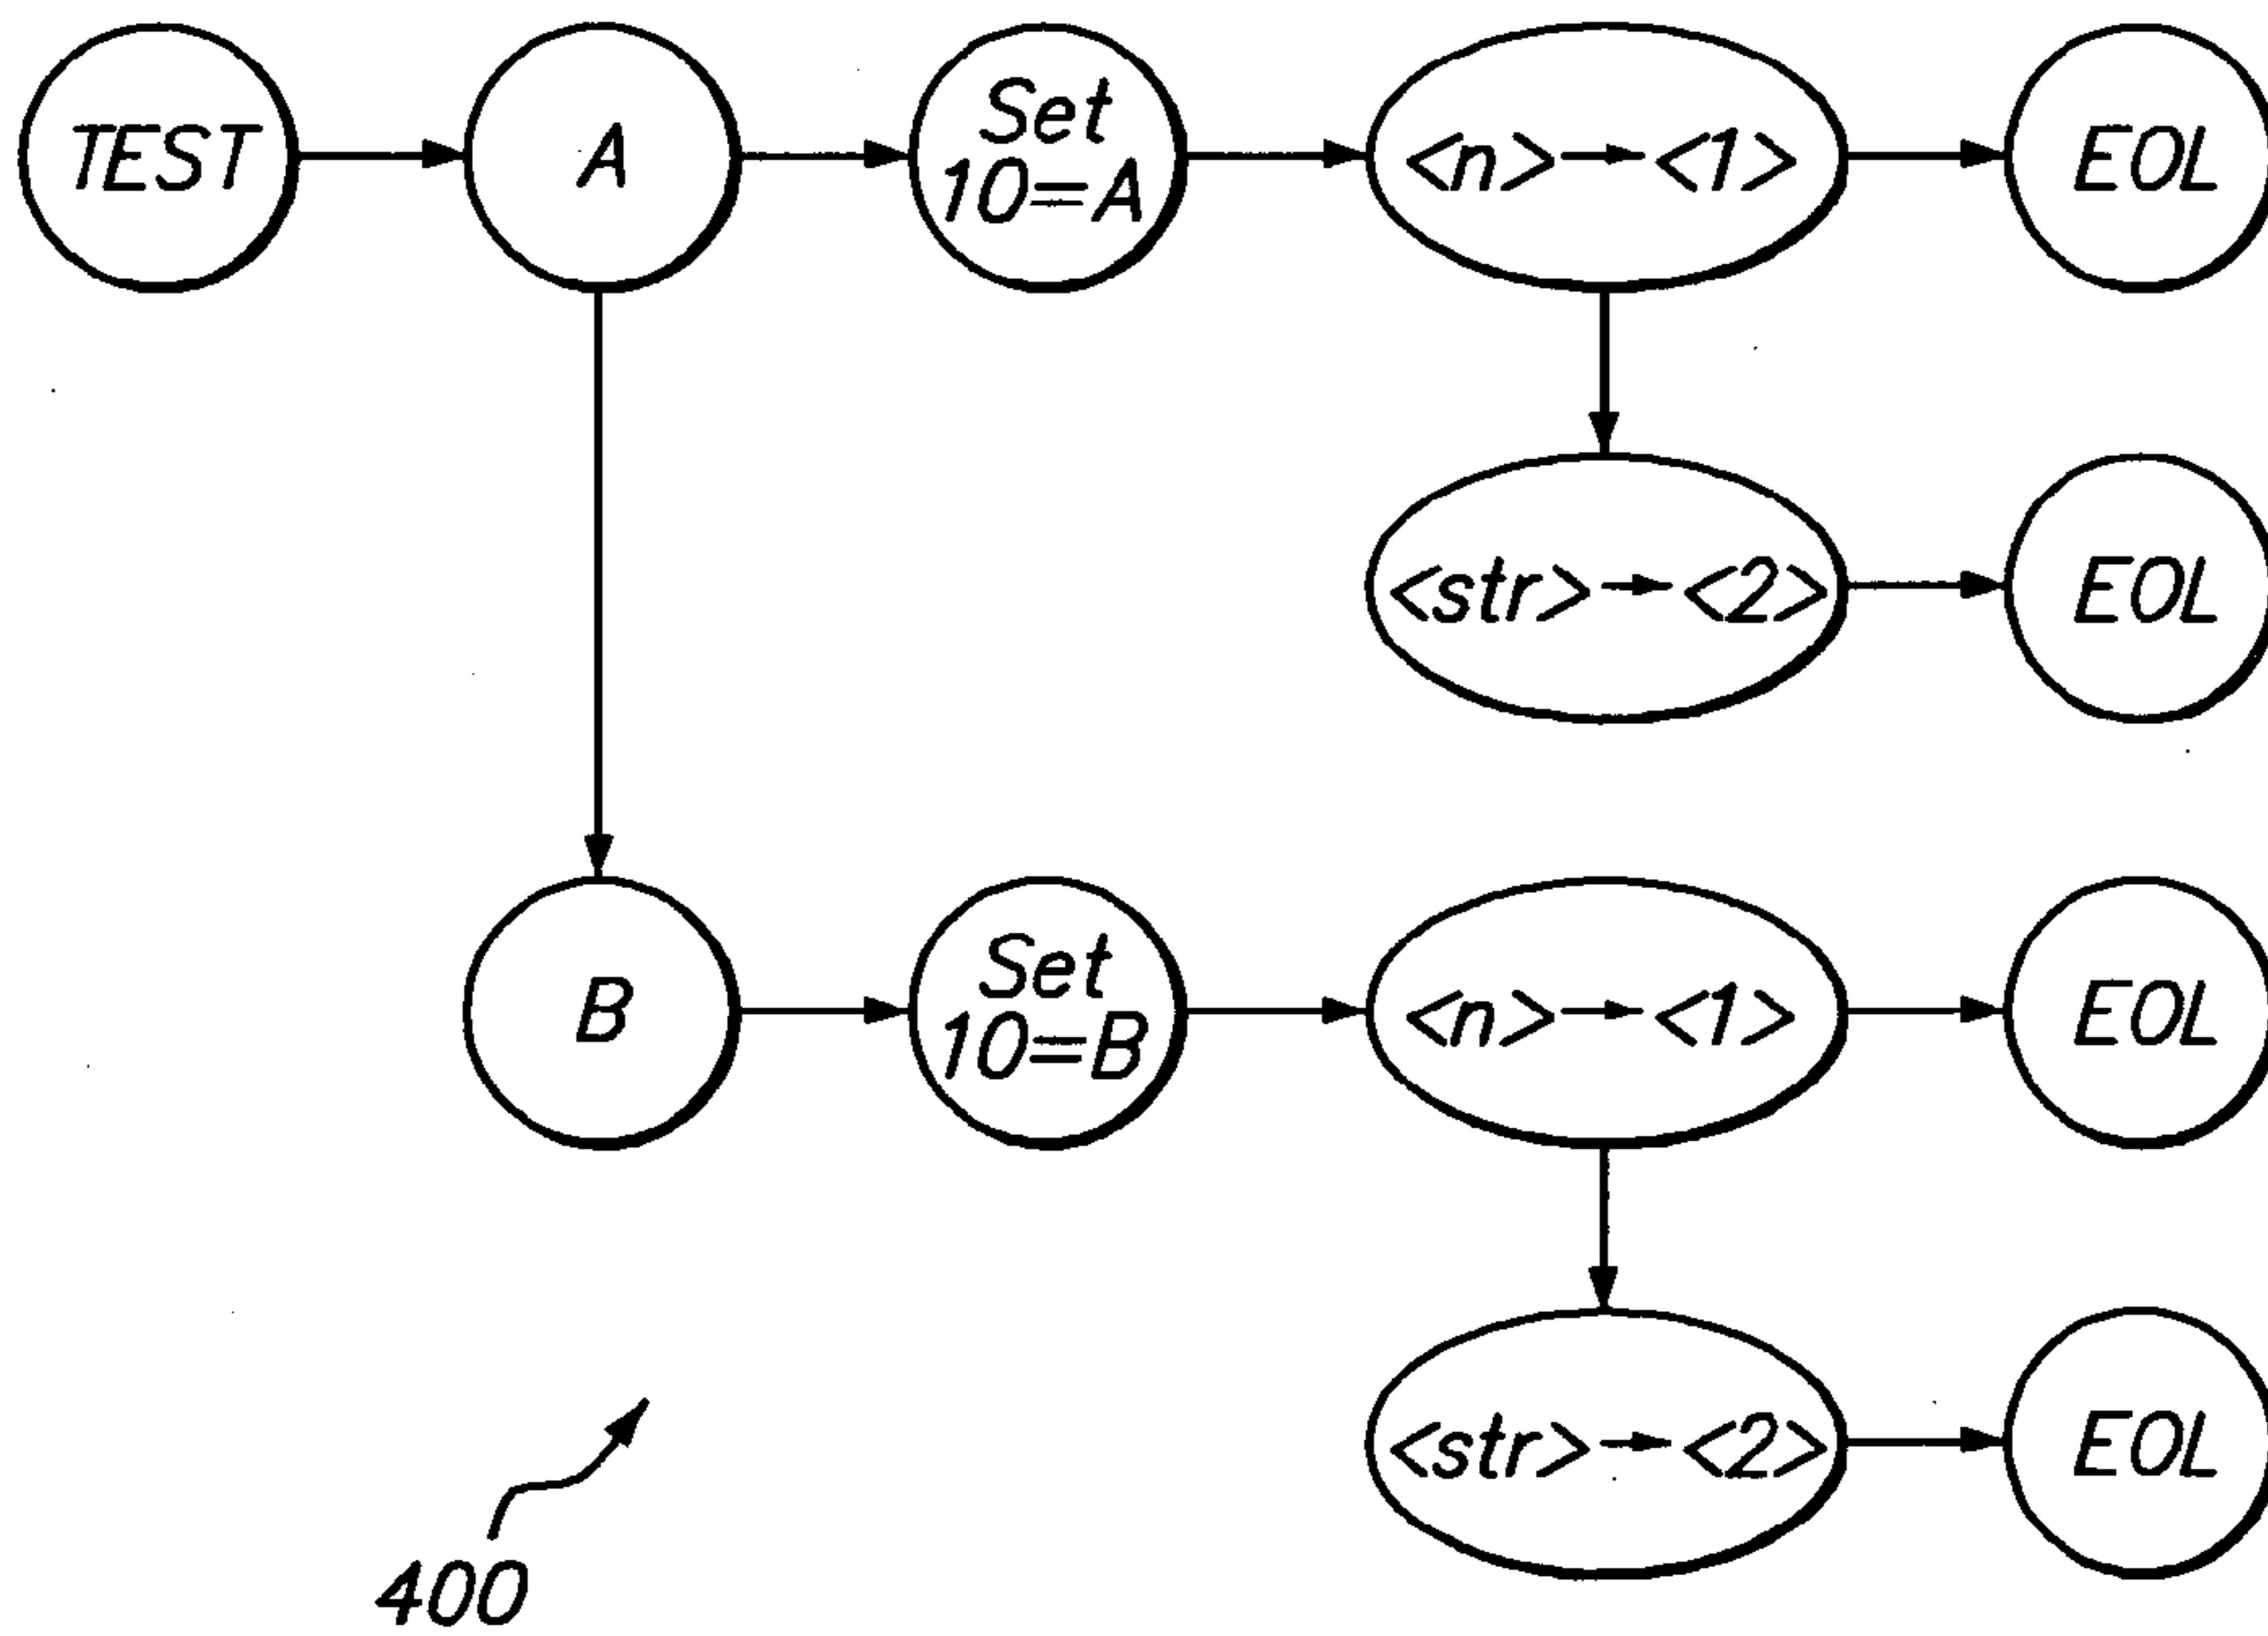 TEST
A
Set
10=A
<n>→<1>
EOL
<str>→<2>
EOL
B
Set
10=B
<n>→<1>
EOL
<str>→<2>
EOL
400